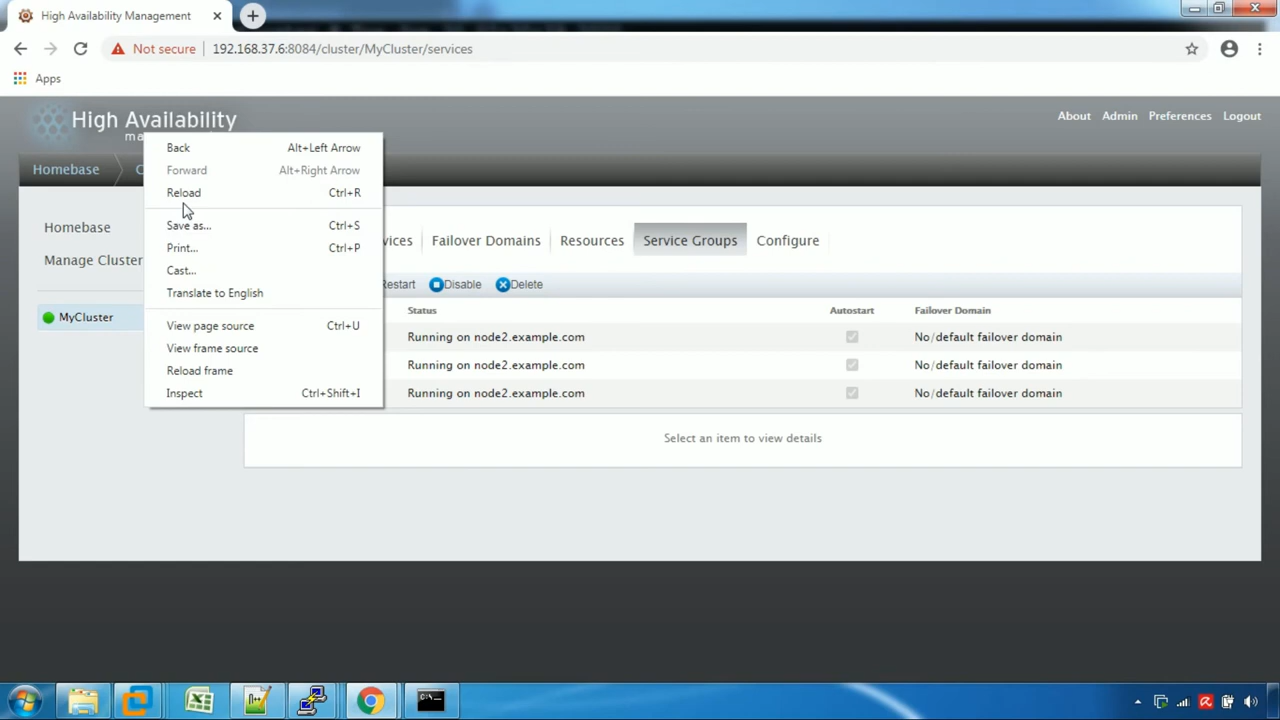 High Availability Management
Not secure
192.168.37.6:8084/cluster/MyCluster/services
Apps
High Availability
About
Admin
Preferences
Logout
Homebase
Back Alt+Left Arrow
Forward Alt+Right Arrow
Reload Ctrl+R
Save as... Ctrl+S
Print... Ctrl+P
Cast...
Translate to English
View page source Ctrl+U
View frame source
Reload frame
Inspect Ctrl+Shift+I
Homebase
Manage Cluster
MyCluster
Failover Domains
Resources
Service Groups
Configure
Disable
Delete
Status
Autostart
Failover Domain
Running on node2.example.com
No/default failover domain
Running on node2.example.com
No/default failover domain
Running on node2.example.com
No/default failover domain
Select an item to view details